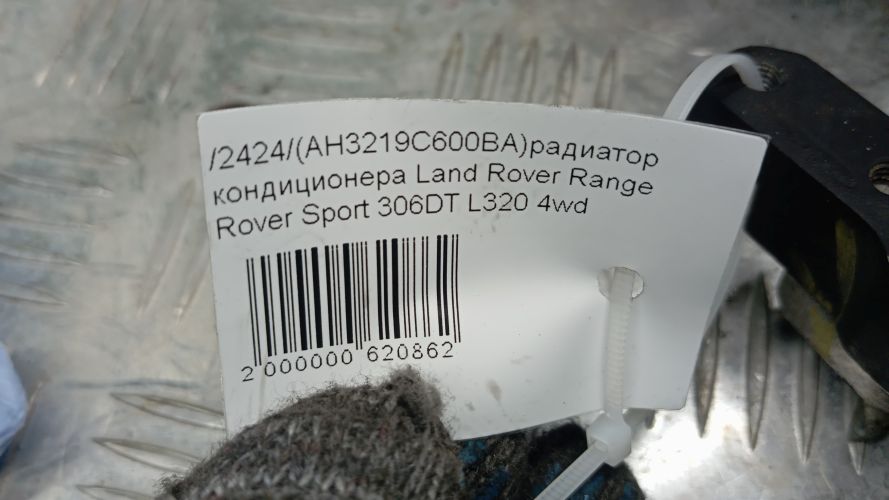 /2424/(AH3219C600BA)радиатор
кондиционера Land Rover Range
Rover Sport 306DT L320 4wd
2 000000 620862